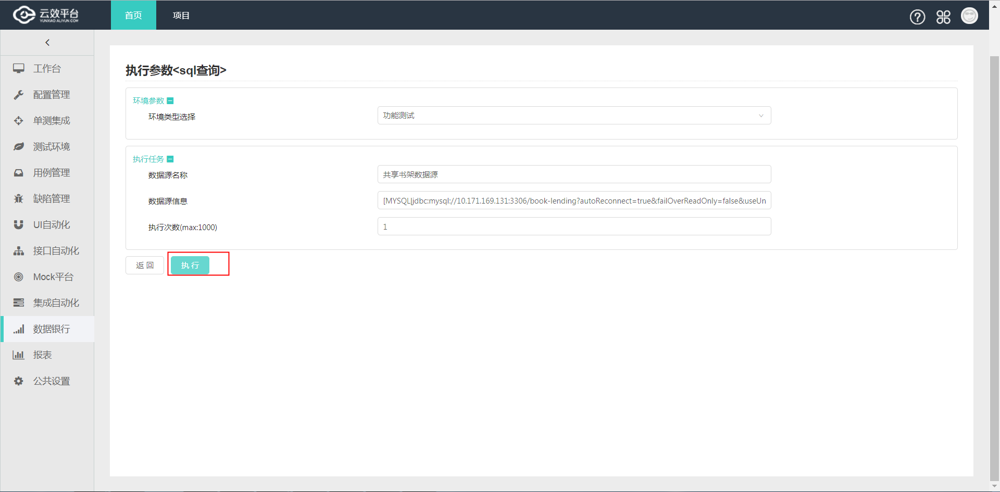 云效平台
YUNXIAO.ALIYUN.COM
首页
项目
工作台
配置管理
单测集成
测试环境
用例管理
缺陷管理
UI自动化
接口自动化
Mock平台
集成自动化
数据银行
报表
公共设置
执行参数<sql查询>
环境参数
环境类型选择
功能测试
执行任务
数据源名称
共享书架数据源
数据源信息
[MYSQL]jdbc:mysql://10.171.169.131:3306/book-lending?autoReconnect=true&failOverReadOnly=false&useUn
执行次数(max:1000)
1
返 回
执 行